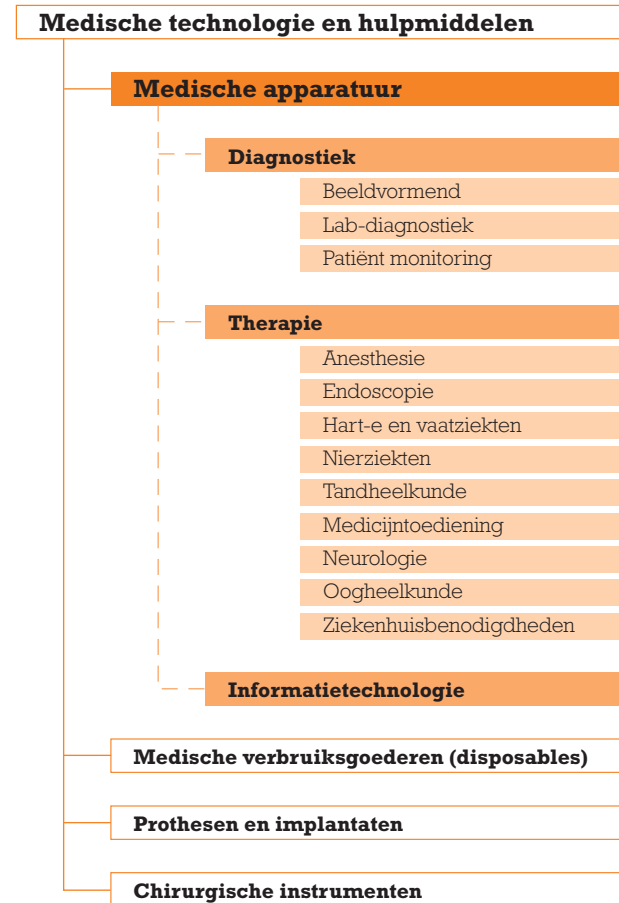 Medische technologie en hulpmiddelen
Medische apparatuur
Diagnostiek
Beeldvormend
Lab-diagnostiek
Patiënt monitoring
Therapie
Anesthesie
Endoscopie
Hart-e en vaatziekten
Nierziekten
Tandheelkunde
Medicijntoediening
Neurologie
Oogheelkunde
Ziekenhuisbenodigdheden
Informatietechnologie
Medische verbruiksgoederen (disposables)
Prothesen en implantaten
Chirurgische instrumenten